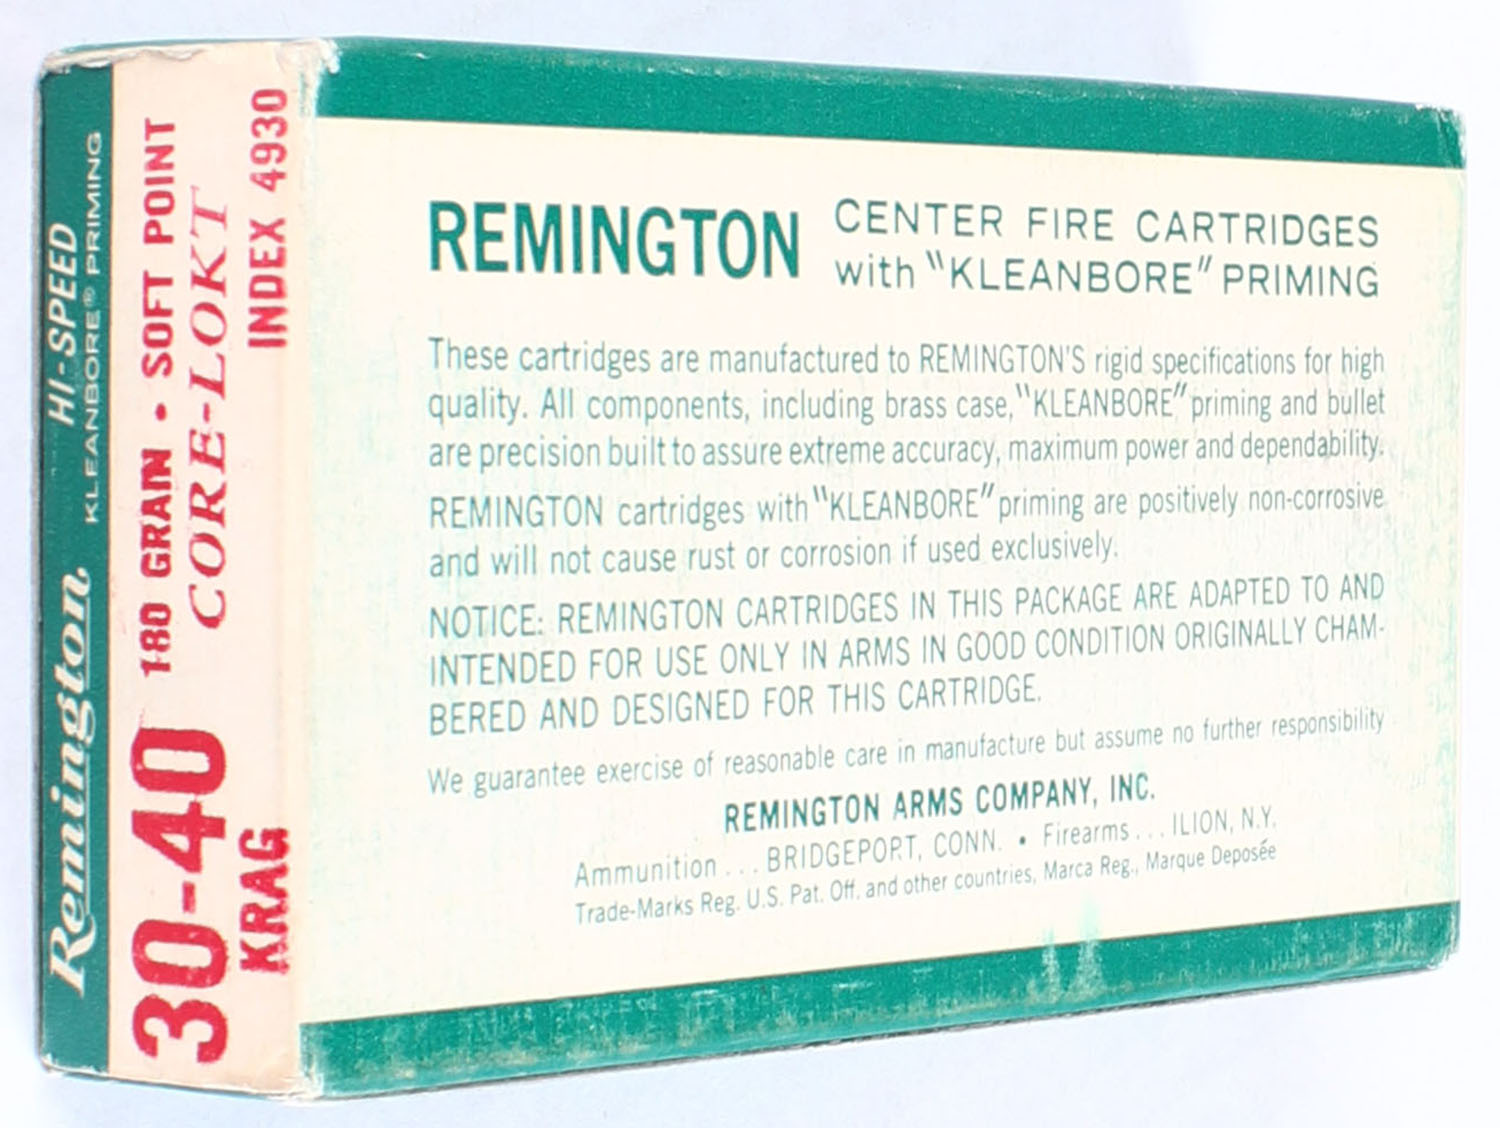 Remington HI-SPEED
KLEANBORE® PRIMING
30-40 180 GRAIN • SOFT POINT
KRAG CORE-LOKT
INDEX 4930
REMINGTON CENTER FIRE CARTRIDGES
with "KLEANBORE" PRIMING
These cartridges are manufactured to REMINGTON'S rigid specifications for high
quality. All components, including brass case, "KLEANBORE" priming and bullet
are precision built to assure extreme accuracy, maximum power and dependability.
REMINGTON cartridges with "KLEANBORE" priming are positively non-corrosive
and will not cause rust or corrosion if used exclusively.
NOTICE: REMINGTON CARTRIDGES IN THIS PACKAGE ARE ADAPTED TO AND
INTENDED FOR USE ONLY IN ARMS IN GOOD CONDITION ORIGINALLY CHAM-
BERED AND DESIGNED FOR THIS CARTRIDGE.
We guarantee exercise of reasonable care in manufacture but assume no further responsibility
REMINGTON ARMS COMPANY, INC.
Ammunition . . . BRIDGEPORT, CONN. • Firearms . . . ILION, N.Y.
Trade-Marks Reg. U.S. Pat. Off. and other countries, Marca Reg., Marque Deposée